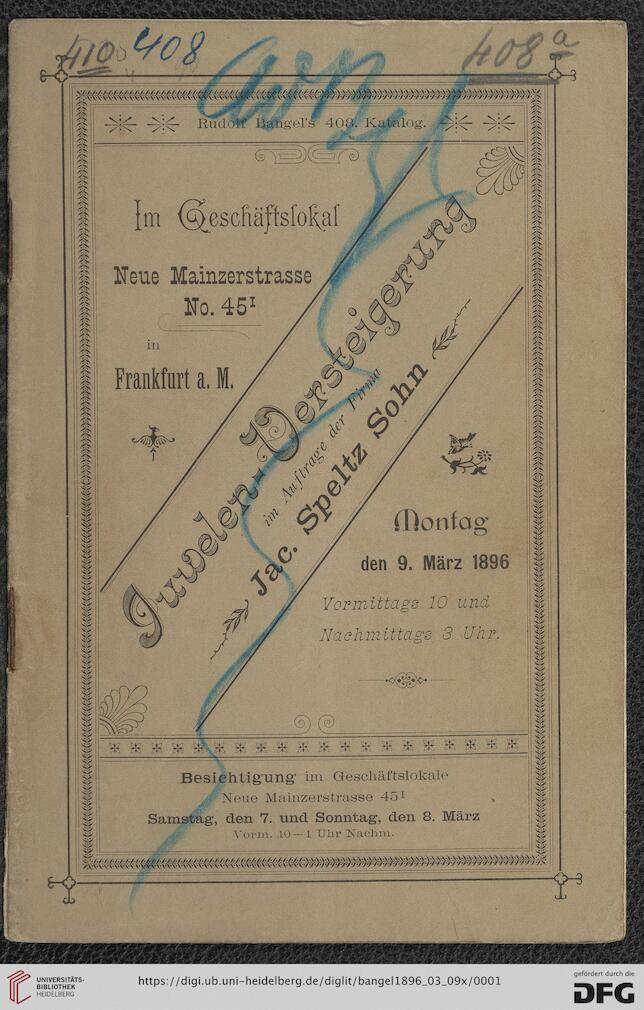 410 408
408 a
Rudolf Bangel's 408. Katalog.
Im Geschäftslokal
Neue Mainzerstrasse
No. 45I
in
Frankfurt a. M.
Juwelen-Versteigerung
im Auftrage der Firma
Jac. Speltz Sohn
Montag
den 9. März 1896
Vormittags 10 und
Nachmittags 3 Uhr.
Besichtigung im Geschäftslokale
Neue Mainzerstrasse 45I
Samstag, den 7. und Sonntag, den 8. März
Vorm. 10—1 Uhr Nachm.
UNIVERSITÄTS-
BIBLIOTHEK
HEIDELBERG
https://digi.ub.uni-heidelberg.de/diglit/bangel1896_03_09x/0001
gefördert durch die
DFG